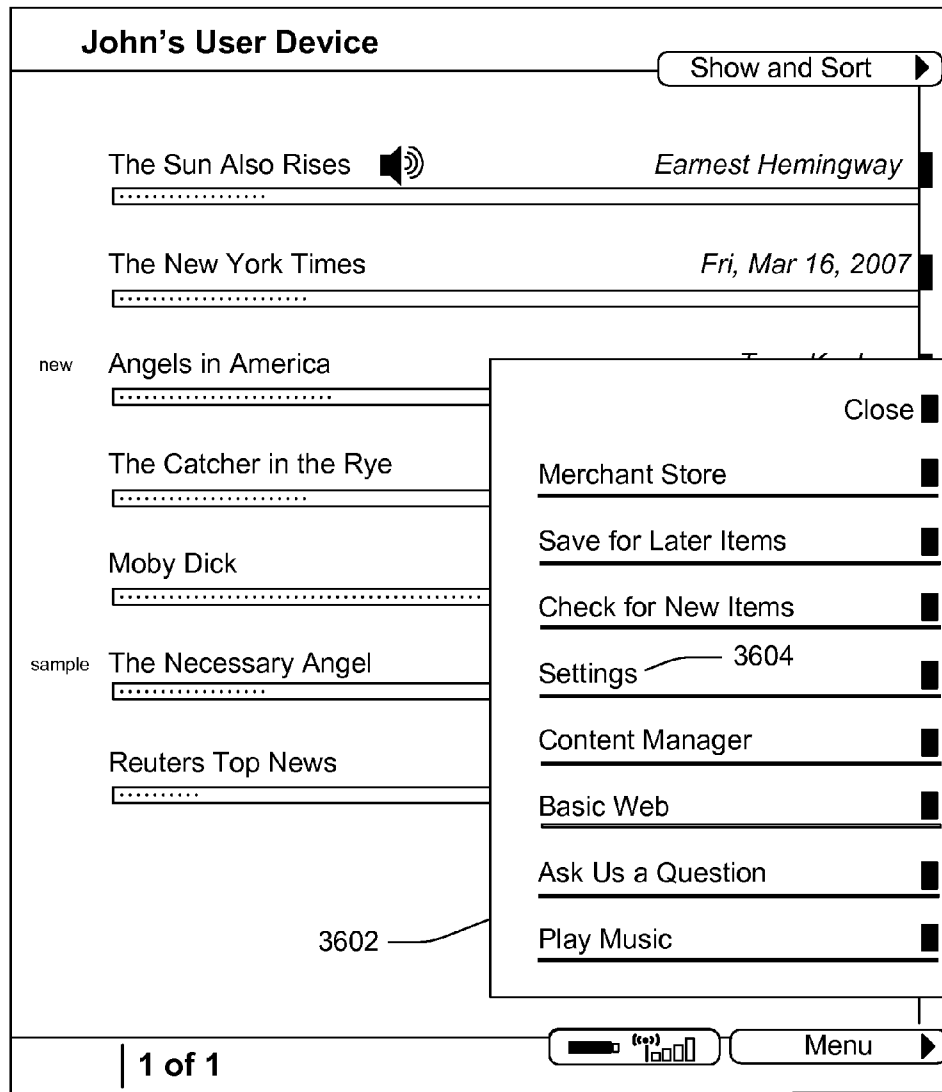 John's User Device
Show and Sort
The Sun Also Rises Earnest Hemingway
The New York Times Fri, Mar 16, 2007
new Angels in America
Close
The Catcher in the Rye
Merchant Store
Save for Later Items
Moby Dick
Check for New Items
sample The Necessary Angel
Settings 3604
Content Manager
Reuters Top News
Basic Web
Ask Us a Question
3602 Play Music
1 of 1
Menu